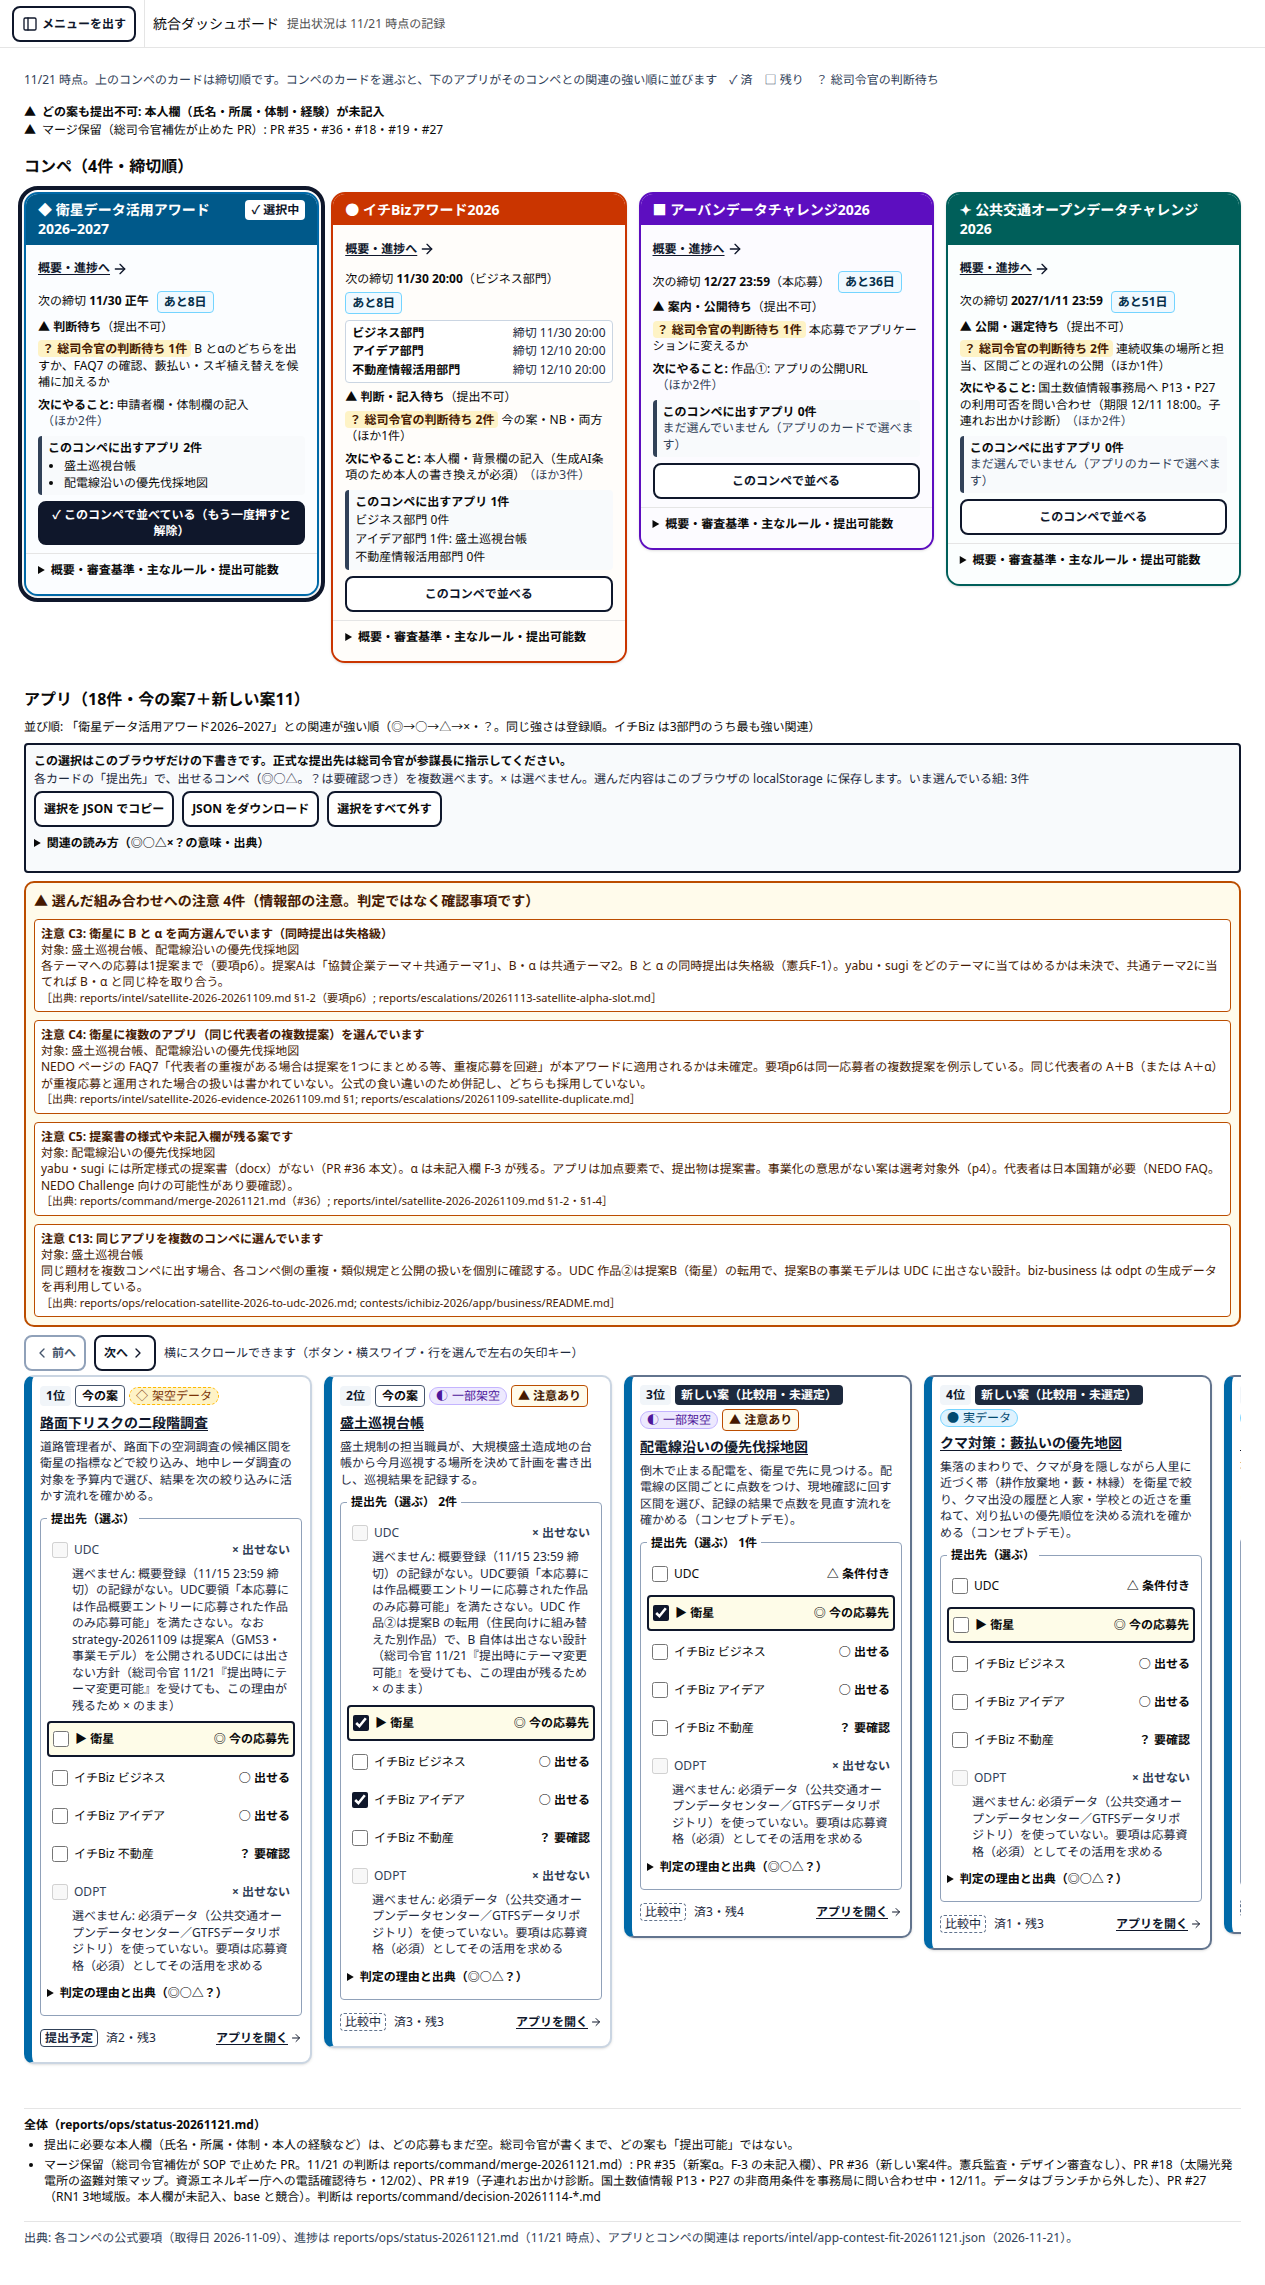 メニューを出す
統合ダッシュボード 提出状況は 11/21 時点の記録
11/21 時点。上のコンペのカードは締切順です。コンペのカードを選ぶと、下のアプリがそのコンペとの関連の強い順に並びます ✓ 済 □ 残り ？ 総司令官の判断待ち
▲ どの案も提出不可: 本人欄（氏名・所属・体制・経験）が未記入
▲ マージ保留（総司令官補佐が止めた PR）: PR #35・#36・#18・#19・#27
コンペ（4件・締切順）
◆ 衛星データ活用アワード
2026–2027
✓ 選択中
概要・進捗へ →
次の締切 11/30 正午 あと8日
▲ 判断待ち（提出不可）
？ 総司令官の判断待ち 1件 B とαのどちらを出
すか、FAQ7 の確認、藪払い・スギ植え替えを候
補に加えるか
次にやること: 申請者欄・体制欄の記入
（ほか2件）
このコンペに出すアプリ 2件
• 盛土巡視台帳
• 配電線沿いの優先伐採地図
✓ このコンペで並べている（もう一度押すと
解除）
▶ 概要・審査基準・主なルール・提出可能数
● イチBizアワード2026
概要・進捗へ →
次の締切 11/30 20:00（ビジネス部門）
あと8日
ビジネス部門 締切 11/30 20:00
アイデア部門 締切 12/10 20:00
不動産情報活用部門 締切 12/10 20:00
▲ 判断・記入待ち（提出不可）
？ 総司令官の判断待ち 2件 今の案・NB・両方
（ほか1件）
次にやること: 本人欄・背景欄の記入（生成AI条
項のため本人の書き換えが必須）（ほか3件）
このコンペに出すアプリ 1件
ビジネス部門 0件
アイデア部門 1件: 盛土巡視台帳
不動産情報活用部門 0件
このコンペで並べる
▶ 概要・審査基準・主なルール・提出可能数
■ アーバンデータチャレンジ2026
概要・進捗へ →
次の締切 12/27 23:59（本応募） あと36日
▲ 案内・公開待ち（提出不可）
？ 総司令官の判断待ち 1件 本応募でアプリケー
ションに変えるか
次にやること: 作品①: アプリの公開URL
（ほか2件）
このコンペに出すアプリ 0件
まだ選んでいません（アプリのカードで選べま
す）
このコンペで並べる
▶ 概要・審査基準・主なルール・提出可能数
✦ 公共交通オープンデータチャレンジ
2026
概要・進捗へ →
次の締切 2027/1/11 23:59 あと51日
▲ 公開・選定待ち（提出不可）
？ 総司令官の判断待ち 2件 連続収集の場所と担
当、区間ごとの遅れの公開（ほか1件）
次にやること: 国土数値情報事務局へ P13・P27
の利用可否を問い合わせ（期限 12/11 18:00。子
連れお出かけ診断）（ほか2件）
このコンペに出すアプリ 0件
まだ選んでいません（アプリのカードで選べま
す）
このコンペで並べる
▶ 概要・審査基準・主なルール・提出可能数
アプリ（18件・今の案7＋新しい案11）
並び順: 「衛星データ活用アワード2026–2027」との関連が強い順（◎→○→△→×・？。同じ強さは登録順。イチBiz は3部門のうち最も強い関連）
この選択はこのブラウザだけの下書きです。正式な提出先は総司令官が参謀長に指示してください。
各カードの「提出先」で、出せるコンペ（◎○△。？は要確認つき）を複数選べます。× は選べません。選んだ内容はこのブラウザの localStorage に保存します。いま選んでいる組: 3件
選択を JSON でコピー
JSON をダウンロード
選択をすべて外す
▶ 関連の読み方（◎○△×？の意味・出典）
▲ 選んだ組み合わせへの注意 4件（情報部の注意。判定ではなく確認事項です）
注意 C3: 衛星に B と α を両方選んでいます（同時提出は失格級）
対象: 盛土巡視台帳、配電線沿いの優先伐採地図
各テーマへの応募は1提案まで（要項p6）。提案Aは「協賛企業テーマ＋共通テーマ1」、B・α は共通テーマ2。B と α の同時提出は失格級（憲兵F-1）。yabu・sugi をどのテーマに当てはめるかは未決で、共通テーマ2に当
てれば B・α と同じ枠を取り合う。
［出典: reports/intel/satellite-2026-20261109.md §1-2（要項p6）; reports/escalations/20261113-satellite-alpha-slot.md］
注意 C4: 衛星に複数のアプリ（同じ代表者の複数提案）を選んでいます
対象: 盛土巡視台帳、配電線沿いの優先伐採地図
NEDO ページの FAQ7「代表者の重複がある場合は提案を1つにまとめる等、重複応募を回避」が本アワードに適用されるかは未確定。要項p6は同一応募者の複数提案を例示している。同じ代表者の A＋B（または A＋α）
が重複応募と運用された場合の扱いは書かれていない。公式の食い違いのため併記し、どちらも採用していない。
［出典: reports/intel/satellite-2026-evidence-20261109.md §1; reports/escalations/20261109-satellite-duplicate.md］
注意 C5: 提案書の様式や未記入欄が残る案です
対象: 配電線沿いの優先伐採地図
yabu・sugi には所定様式の提案書（docx）がない（PR #36 本文）。α は未記入欄 F-3 が残る。アプリは加点要素で、提出物は提案書。事業化の意思がない案は選考対象外（p4）。代表者は日本国籍が必要（NEDO FAQ。
NEDO Challenge 向けの可能性があり要確認）。
［出典: reports/command/merge-20261121.md（#36）; reports/intel/satellite-2026-20261109.md §1-2・§1-4］
注意 C13: 同じアプリを複数のコンペに選んでいます
対象: 盛土巡視台帳
同じ題材を複数コンペに出す場合、各コンペ側の重複・類似規定と公開の扱いを個別に確認する。UDC 作品②は提案B（衛星）の転用で、提案Bの事業モデルは UDC に出さない設計。biz-business は odpt の生成データ
を再利用している。
［出典: reports/ops/relocation-satellite-2026-to-udc-2026.md; contests/ichibiz-2026/app/business/README.md］
前へ
次へ
横にスクロールできます（ボタン・横スワイプ・行を選んで左右の矢印キー）
1位 今の案 ◇ 架空データ
路面下リスクの二段階調査
道路管理者が、路面下の空洞調査の候補区間を
衛星の指標などで絞り込み、地中レーダ調査の
対象を予算内で選び、結果を次の絞り込みに活
かす流れを確かめる。
提出先（選ぶ）
UDC × 出せない
選べません: 概要登録（11/15 23:59 締
切）の記録がない。UDC要領「本応募に
は作品概要エントリーに応募された作品
のみ応募可能」を満たさない。なお
strategy-20261109 は提案A（GMS3・
事業モデル）を公開されるUDCには出さ
ない方針（総司令官 11/21『提出時にテ
ーマ変更可能』を受けても、この理由が
残るため × のまま）
▶ 衛星 ◎ 今の応募先
イチBiz ビジネス ○ 出せる
イチBiz アイデア ○ 出せる
イチBiz 不動産 ？ 要確認
ODPT × 出せない
選べません: 必須データ（公共交通オー
プンデータセンター／GTFSデータリポ
ジトリ）を使っていない。要項は応募資
格（必須）としてその活用を求める
▶ 判定の理由と出典（◎○△？）
提出予定 済2・残3 アプリを開く →
2位 今の案 ◐ 一部架空 ▲ 注意あり
盛土巡視台帳
盛土規制の担当職員が、大規模盛土造成地の台
帳から今月巡視する場所を決めて計画を書き出
し、巡視結果を記録する。
提出先（選ぶ） 2件
UDC × 出せない
選べません: 概要登録（11/15 23:59 締
切）の記録がない。UDC要領「本応募に
は作品概要エントリーに応募された作品
のみ応募可能」を満たさない。UDC 作
品②は提案B の転用（住民向けに組み替
えた別作品）で、B 自体は出さない設計
（総司令官 11/21『提出時にテーマ変更
可能』を受けても、この理由が残るため
× のまま）
▶ 衛星 ◎ 今の応募先
イチBiz ビジネス ○ 出せる
イチBiz アイデア ○ 出せる
イチBiz 不動産 ？ 要確認
ODPT × 出せない
選べません: 必須データ（公共交通オー
プンデータセンター／GTFSデータリポ
ジトリ）を使っていない。要項は応募資
格（必須）としてその活用を求める
▶ 判定の理由と出典（◎○△？）
比較中 済3・残3 アプリを開く →
3位 新しい案（比較用・未選定）
◐ 一部架空 ▲ 注意あり
配電線沿いの優先伐採地図
倒木で止まる配電を、衛星で先に見つける。配
電線の区間ごとに点数をつけ、現地確認に回す
区間を選び、記録の結果で点数を見直す流れを
確かめる（コンセプトデモ）。
提出先（選ぶ） 1件
UDC △ 条件付き
▶ 衛星 ◎ 今の応募先
イチBiz ビジネス ○ 出せる
イチBiz アイデア ○ 出せる
イチBiz 不動産 ？ 要確認
ODPT × 出せない
選べません: 必須データ（公共交通オー
プンデータセンター／GTFSデータリポ
ジトリ）を使っていない。要項は応募資
格（必須）としてその活用を求める
▶ 判定の理由と出典（◎○△？）
比較中 済3・残4 アプリを開く →
4位 新しい案（比較用・未選定）
● 実データ
クマ対策：藪払いの優先地図
集落のまわりで、クマが身を隠しながら人里に
近づく帯（耕作放棄地・藪・林縁）を衛星で絞
り、クマ出没の履歴と人家・学校との近さを重
ねて、刈り払いの優先順位を決める流れを確か
める（コンセプトデモ）。
提出先（選ぶ）
UDC △ 条件付き
▶ 衛星 ◎ 今の応募先
イチBiz ビジネス ○ 出せる
イチBiz アイデア ○ 出せる
イチBiz 不動産 ？ 要確認
ODPT × 出せない
選べません: 必須データ（公共交通オー
プンデータセンター／GTFSデータリポ
ジトリ）を使っていない。要項は応募資
格（必須）としてその活用を求める
▶ 判定の理由と出典（◎○△？）
比較中 済1・残3 アプリを開く →
全体（reports/ops/status-20261121.md）
• 提出に必要な本人欄（氏名・所属・体制・本人の経験など）は、どの応募もまだ空。総司令官が書くまで、どの案も「提出可能」ではない。
• マージ保留（総司令官補佐が SOP で止めた PR。11/21 の判断は reports/command/merge-20261121.md）: PR #35（新案α。F-3 の未記入欄）、PR #36（新しい案4件。憲兵監査・デザイン審査なし）、PR #18（太陽光発
電所の盗難対策マップ。資源エネルギー庁への電話確認待ち・12/02）、PR #19（子連れお出かけ診断。国土数値情報 P13・P27 の非商用条件を事務局に問い合わせ中・12/11。データはブランチから外した）、PR #27
（RN1 3地域版。本人欄が未記入、base と競合）。判断は reports/command/decision-20261114-*.md
出典: 各コンペの公式要項（取得日 2026-11-09）、進捗は reports/ops/status-20261121.md（11/21 時点）、アプリとコンペの関連は reports/intel/app-contest-fit-20261121.json（2026-11-21）。